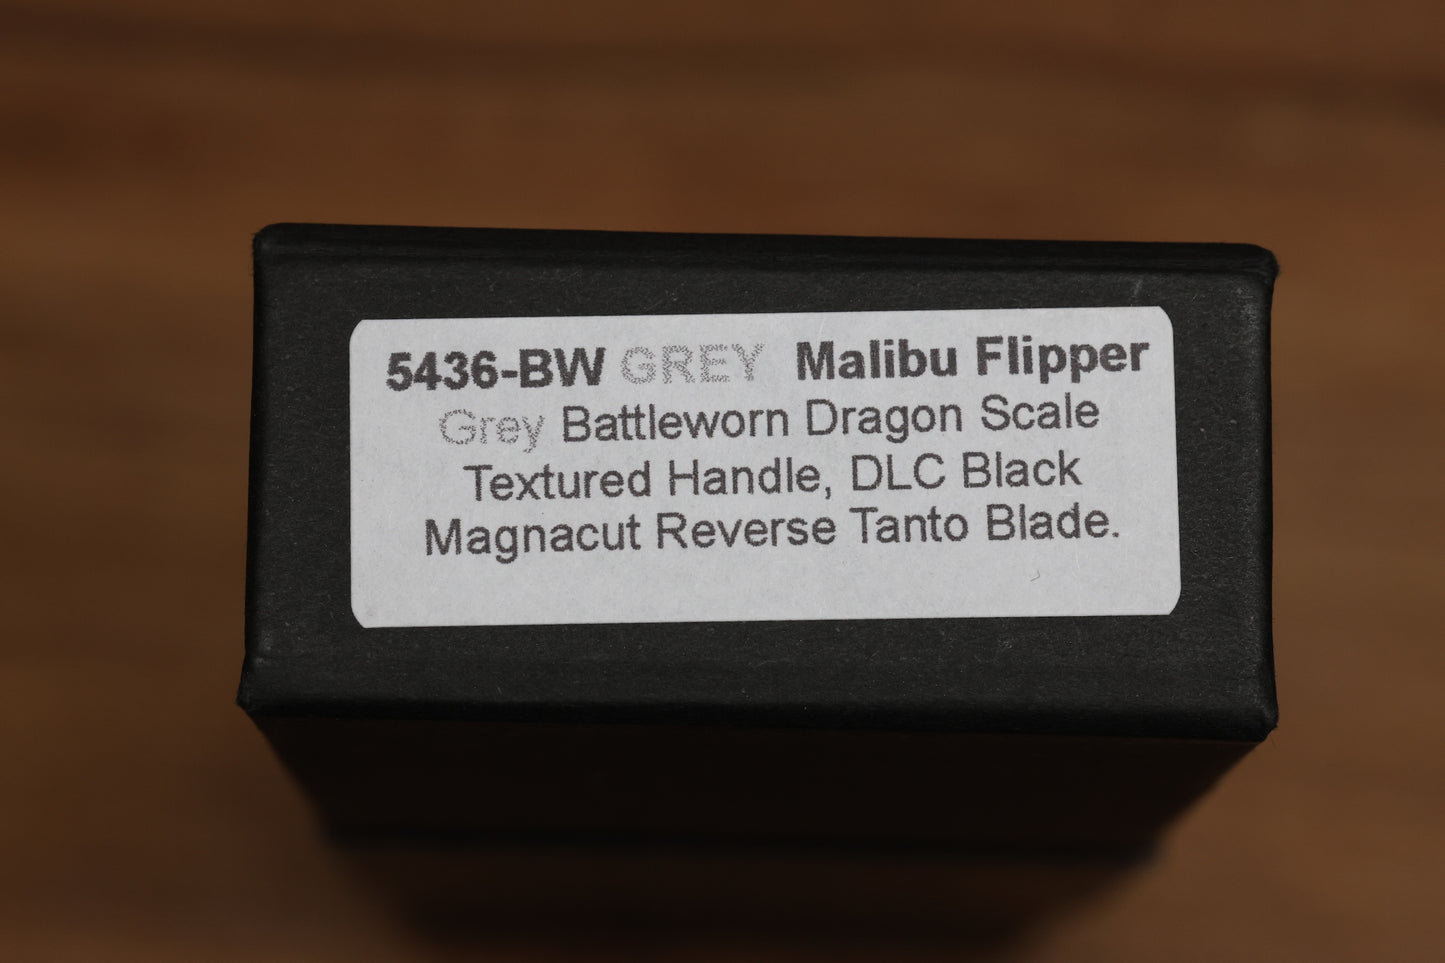 5436-BW GREY Malibu Flipper
Grey Battleworn Dragon Scale
Textured Handle, DLC Black
Magnacut Reverse Tanto Blade.